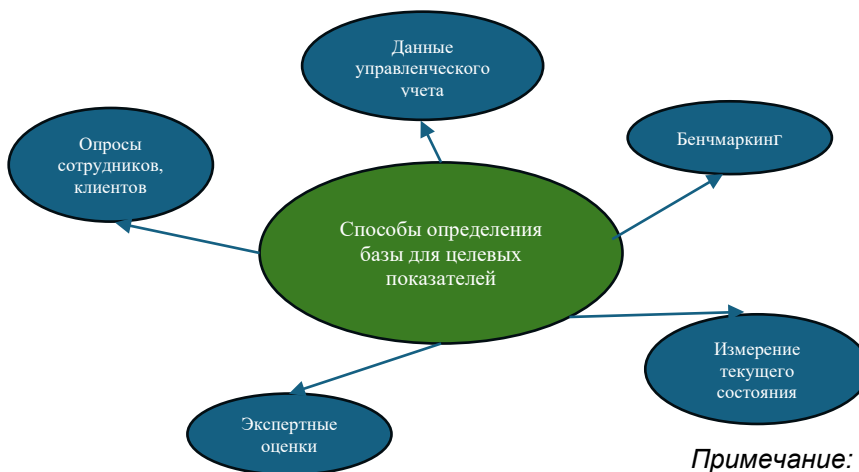 Данные
управленческого
учета
Опросы
сотрудников,
клиентов
Бенчмаркинг
Способы определения
базы для целевых
показателей
Измерение
текущего
состояния
Экспертные
оценки
Примечание: